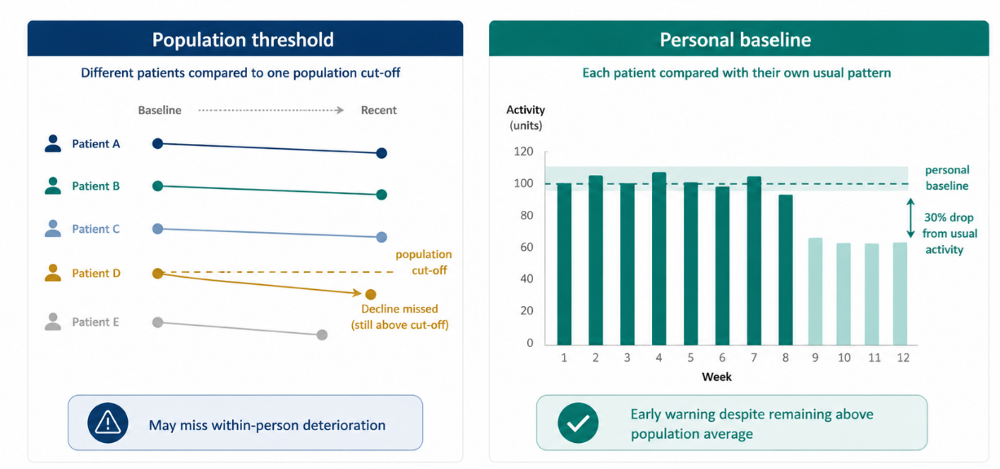 Population threshold
Different patients compared to one population cut-off
Baseline
Recent
Patient A
Patient B
Patient C
population
cut-off
Patient D
Decline missed
(still above cut-off)
Patient E
May miss within-person deterioration
Personal baseline
Each patient compared with their own usual pattern
Activity
(units)
120
100
80
60
40
20
0
personal
baseline
30% drop
from usual
activity
1 2 3 4 5 6 7 8 9 10 11 12
Week
Early warning despite remaining above
population average